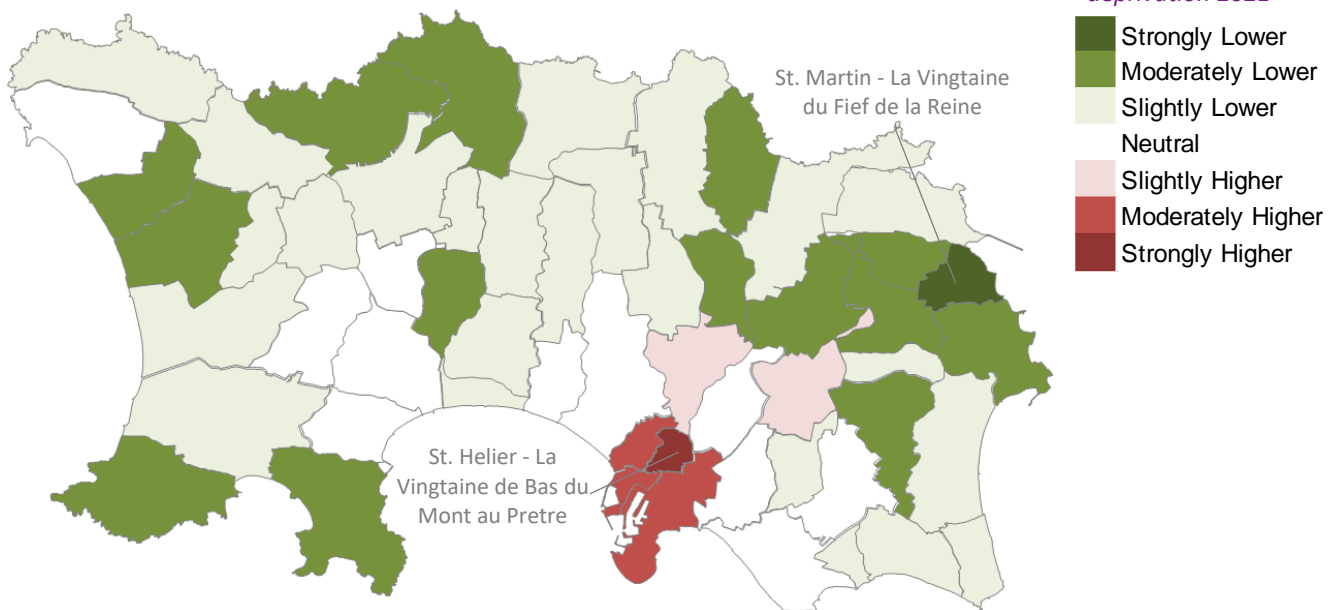 Strongly Lower
Moderately Lower
Slightly Lower
Neutral
Slightly Higher
Moderately Higher
Strongly Higher
St. Martin - La Vingtaine
du Fief de la Reine
St. Helier - La
Vingtaine de Bas du
Mont au Pretre